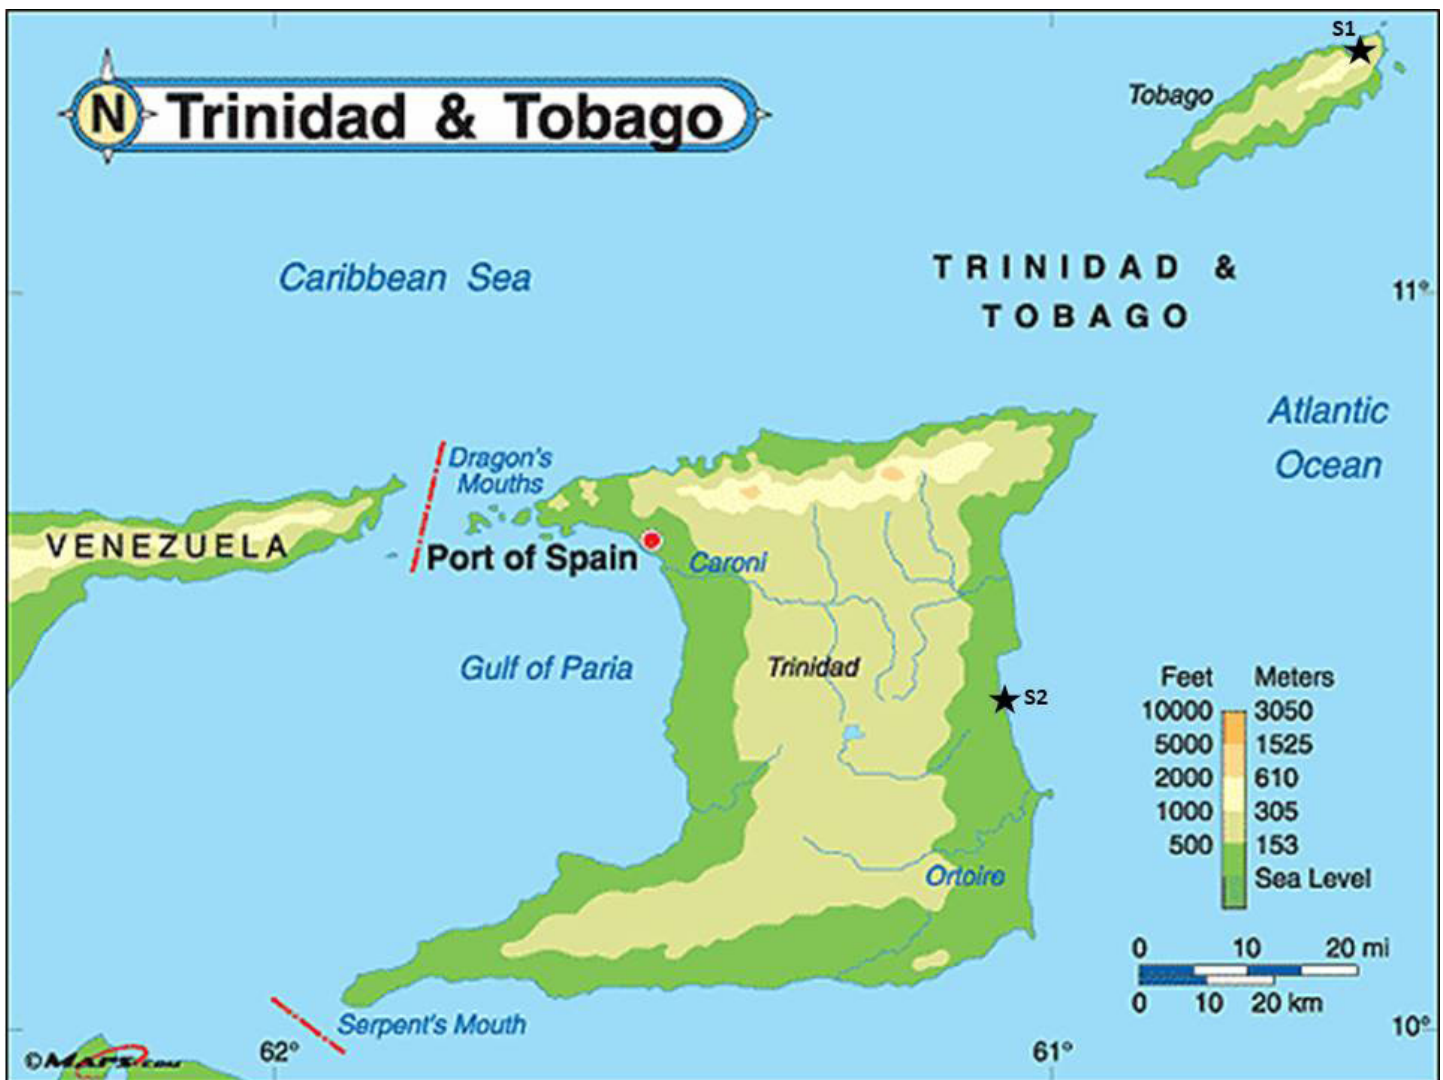 S1
Tobago
N
Trinidad & Tobago
Caribbean Sea
TRINIDAD &
TOBAGO
11°
Atlantic
Ocean
Dragon's
Mouths
VENEZUELA
Port of Spain
Caroni
Gulf of Paria
Trinidad
S2
Feet Meters
10000 3050
5000 1525
2000 610
1000 305
500 153
Sea Level
Ortoire
0 10 20 mi
0 10 20 km
Serpent's Mouth
10°
©MAPS.COM
62°
61°